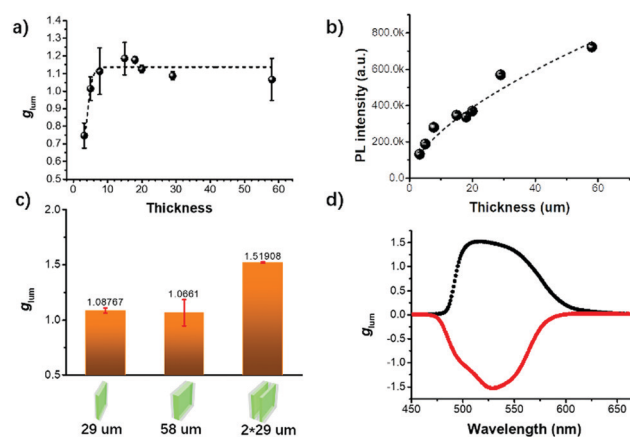 a)
1.4
1.3
1.2
1.1
1.0
0.9
0.8
0.7
0.6
0.5
g_lum
0 10 20 30 40 50 60
Thickness
b)
800.0k
600.0k
400.0k
200.0k
0.0
PL intensity (a.u.)
0 20 40 60
Thickness (um)
c)
2.0
1.5
1.0
0.5
g_lum
1.08767
1.0661
1.51908
29 um 58 um 2*29 um
d)
1.5
1.0
0.5
0.0
-0.5
-1.0
-1.5
g_lum
450 500 550 600 650
Wavelength (nm)